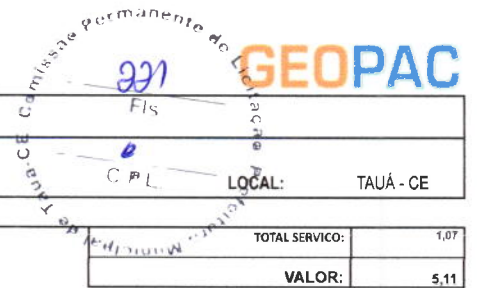 GEOPAC
Comissão Permanente de Licitação
Prefeitura Municipal de Tauá-CE
221
Fls
C P L
LOCAL: TAUÁ - CE
TOTAL SERVICO: 1,07
VALOR: 5,11